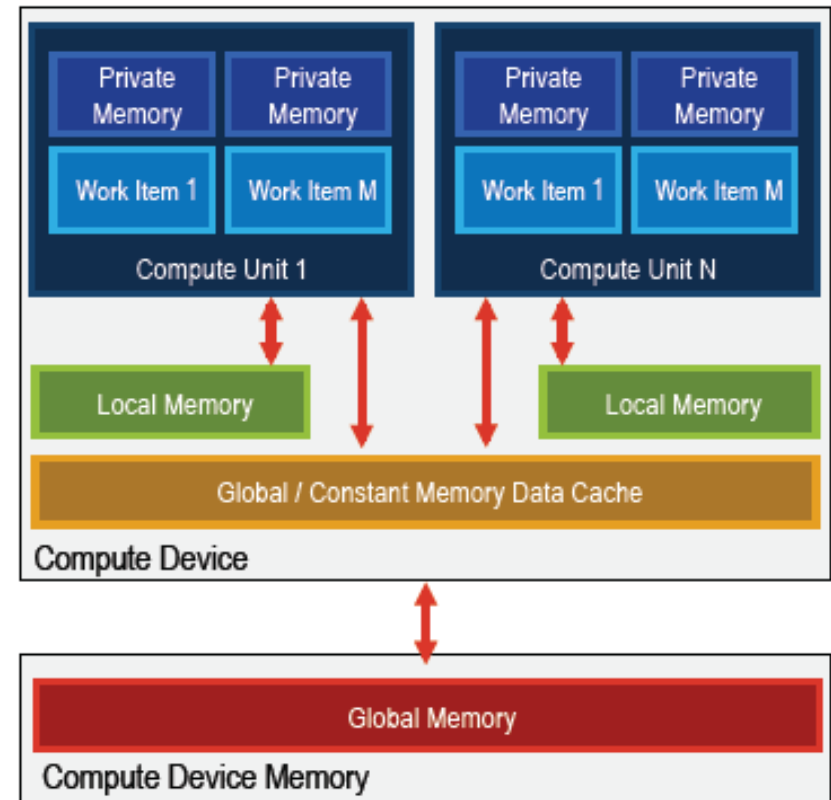 Private Memory
Private Memory
Private Memory
Private Memory
Work Item 1
Work Item M
Work Item 1
Work Item M
Compute Unit 1
Compute Unit N
Local Memory
Local Memory
Global / Constant Memory Data Cache
Compute Device
Global Memory
Compute Device Memory